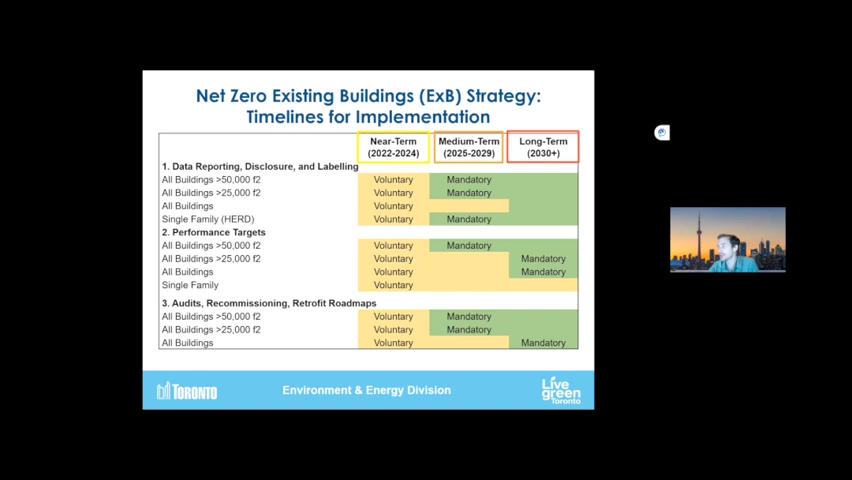 Net Zero Existing Buildings (ExB) Strategy:
Timelines for Implementation
Near-Term Medium-Term Long-Term
(2022-2024) (2025-2029) (2030+)
1. Data Reporting, Disclosure, and Labelling
All Buildings >50,000 f2 Voluntary Mandatory
All Buildings >25,000 f2 Voluntary Mandatory
All Buildings Voluntary
Single Family (HERD) Voluntary Mandatory
2. Performance Targets
All Buildings >50,000 f2 Voluntary Mandatory
All Buildings >25,000 f2 Voluntary Mandatory
All Buildings Voluntary Mandatory
Single Family Voluntary
3. Audits, Recommissioning, Retrofit Roadmaps
All Buildings >50,000 f2 Voluntary Mandatory
All Buildings >25,000 f2 Voluntary Mandatory
All Buildings Voluntary Mandatory
TORONTO
Environment & Energy Division
Live
green
Toronto